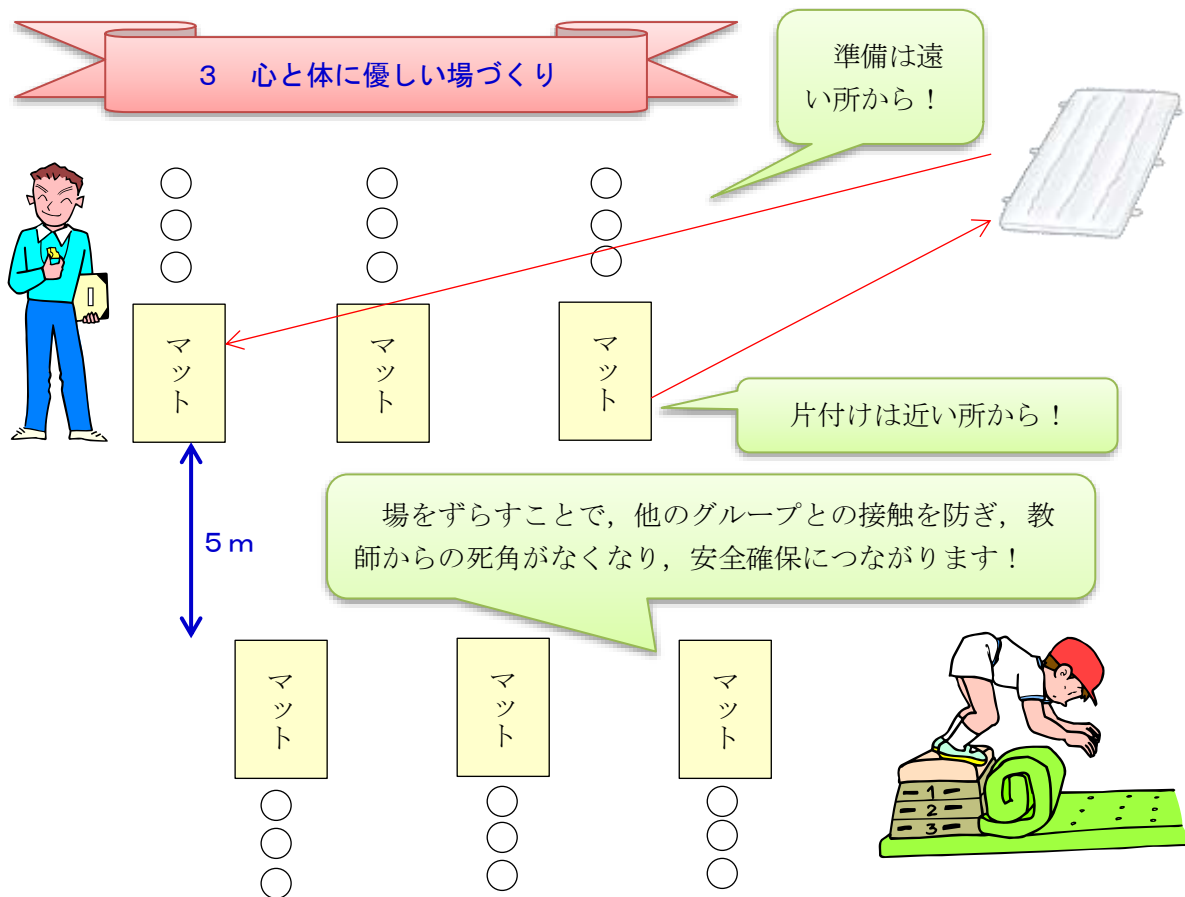 ３　心と体に優しい場づくり
準備は遠
い所から！
マット
マット
マット
片付けは近い所から！
５ｍ
場をずらすことで，他のグループとの接触を防ぎ，教
師からの死角がなくなり，安全確保につながります！
マット
マット
マット
1
2
3